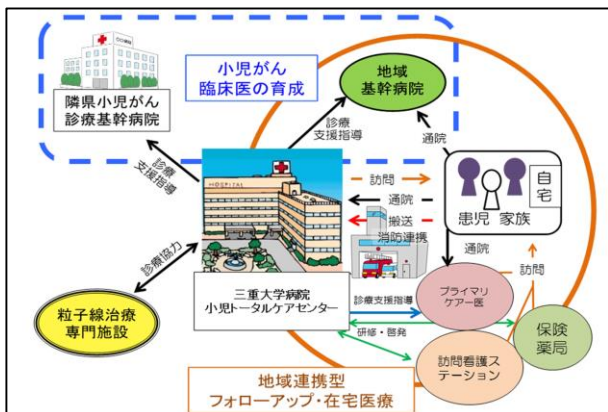 小児がん
臨床医の育成
地域
基幹病院
隣県小児がん
診療基幹病院
診療
支援指導
診療
支援指導
通院
HOSPITAL
訪問
通院
搬送
消防連携
自宅
患児 家族
通院
訪問
診療協力
三重大学病院
小児トータルケアセンター
診療支援指導
プライマリ
ケアー医
研修・啓発
保険
薬局
粒子線治療
専門施設
訪問看護ス
テーション
地域連携型
フォローアップ・在宅医療